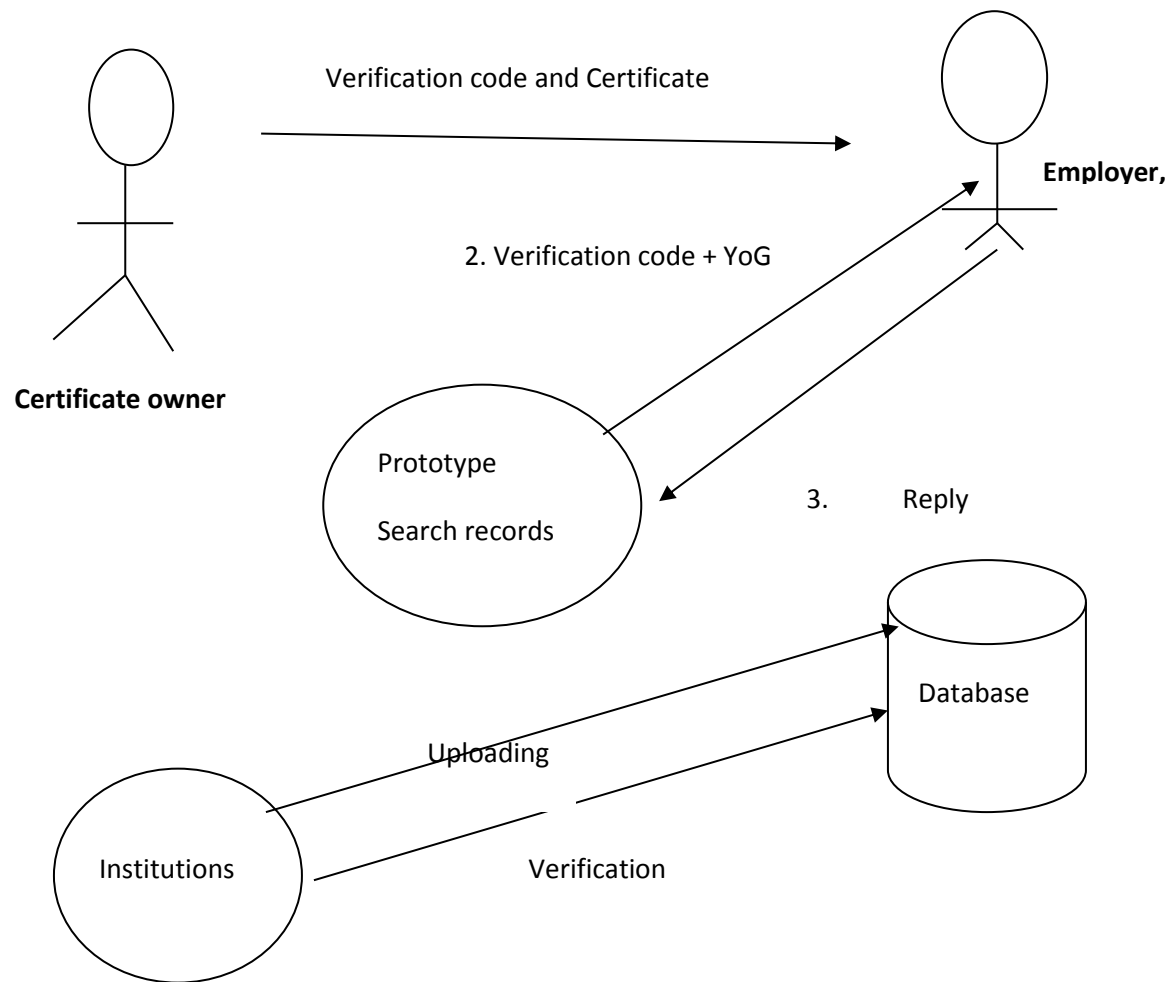 Verification code and Certificate
Employer,
2. Verification code + YoG
Certificate owner
Prototype
Search records
3. Reply
Database
Uploading
Institutions
Verification